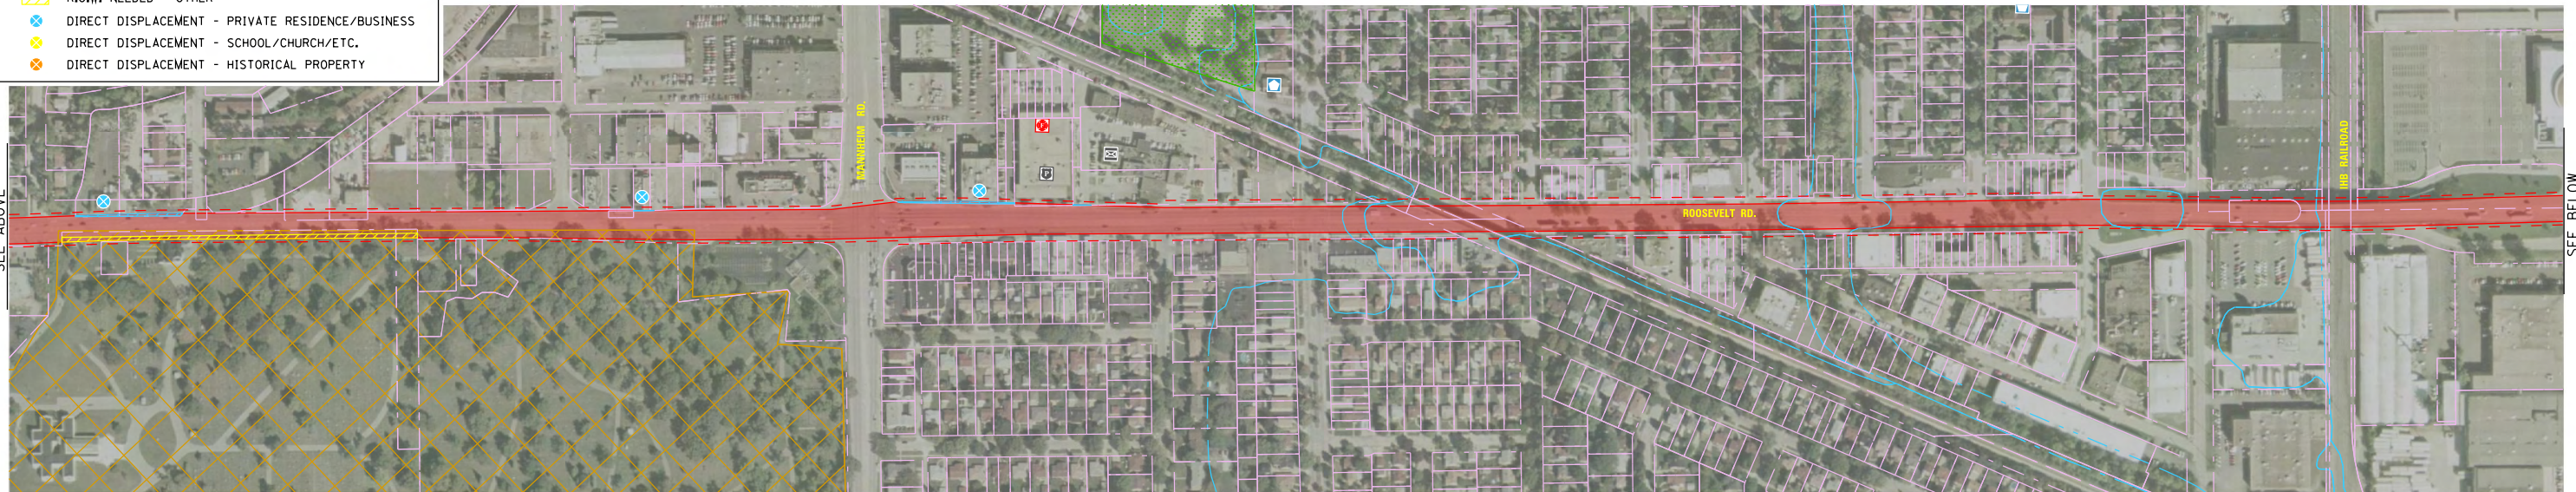 DIRECT DISPLACEMENT - PRIVATE RESIDENCE/BUSINESS
DIRECT DISPLACEMENT - SCHOOL/CHURCH/ETC.
DIRECT DISPLACEMENT - HISTORICAL PROPERTY
MANNHEIM RD.
ROOSEVELT RD.
IHB RAILROAD
SEE ABOVE
SEE BELOW
P